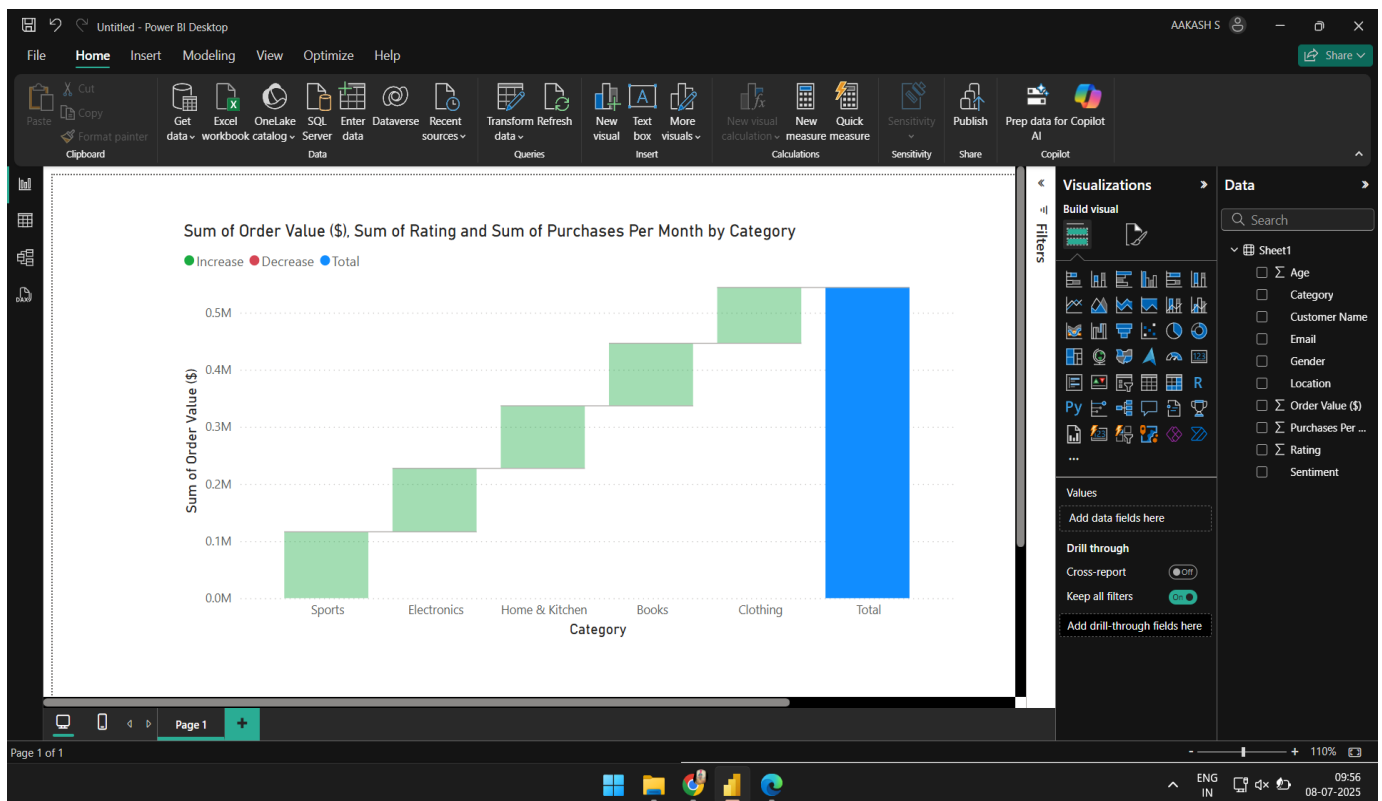 Untitled - Power BI Desktop
AAKASH S
File Home Insert Modeling View Optimize Help
Share
Paste
Cut
Copy
Format painter
Clipboard
Get data
Excel workbook
OneLake catalog
SQL Server
Enter data
Dataverse
Recent sources
Data
Transform data
Refresh
Queries
New visual
Text box
More visuals
Insert
New visual calculation
New measure
Quick measure
Calculations
Sensitivity
Sensitivity
Publish
Share
Prep data for AI
Copilot
Copilot
DAX
Sum of Order Value ($), Sum of Rating and Sum of Purchases Per Month by Category
Increase Decrease Total
0.5M
0.4M
0.3M
0.2M
0.1M
0.0M
Sum of Order Value ($)
Sports Electronics Home & Kitchen Books Clothing Total
Category
Filters
Visualizations
Build visual
123
R
Py
123
...
Values
Add data fields here
Drill through
Cross-report
Off
Keep all filters
On
Add drill-through fields here
Data
Search
Sheet1
Age
Category
Customer Name
Email
Gender
Location
Order Value ($)
Purchases Per ...
Rating
Sentiment
Page 1
Page 1 of 1
- + 110%
ENG
IN
09:56
08-07-2025